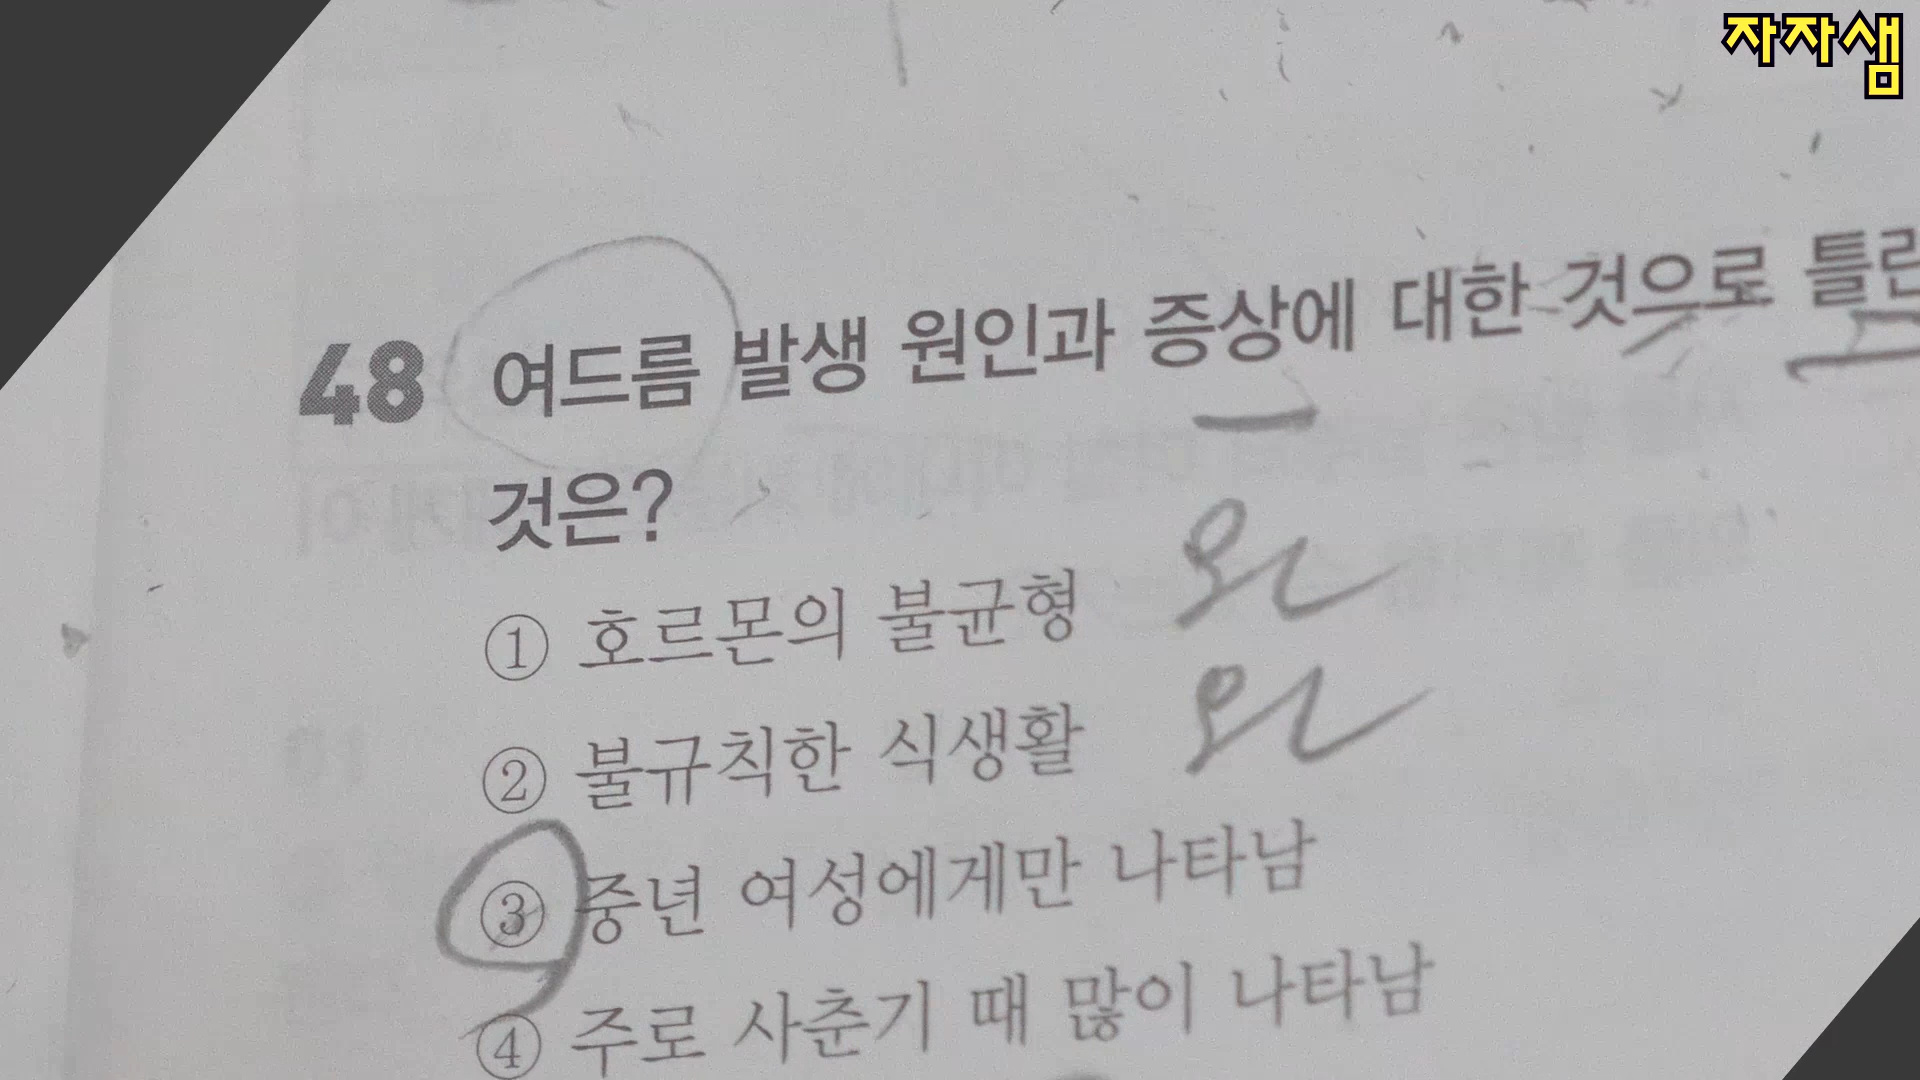 자자샘
48 여드름 발생 원인과 증상에 대한 것으로 틀린
것은?
① 호르몬의 불균형 원
② 불규칙한 식생활 원
③ 중년 여성에게만 나타남
④ 주로 사춘기 때 많이 나타남